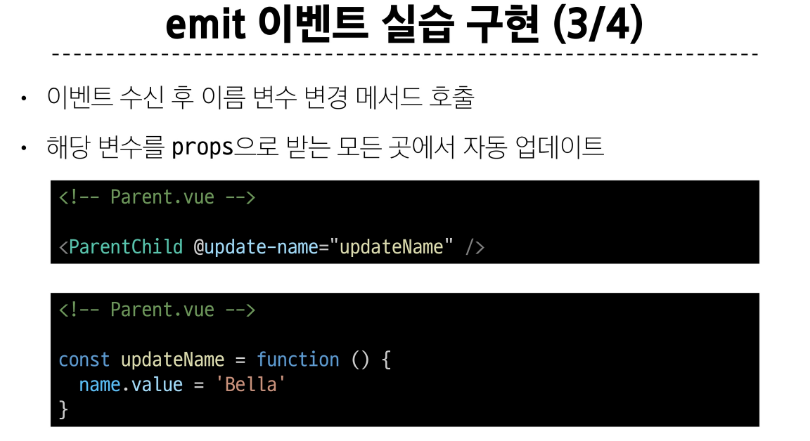 emit 이벤트 실습 구현 (3/4)
• 이벤트 수신 후 이름 변수 변경 메서드 호출
• 해당 변수를 props으로 받는 모든 곳에서 자동 업데이트
<!-- Parent.vue -->
<ParentChild @update-name="updateName" />
<!-- Parent.vue -->
const updateName = function () {
  name.value = 'Bella'
}